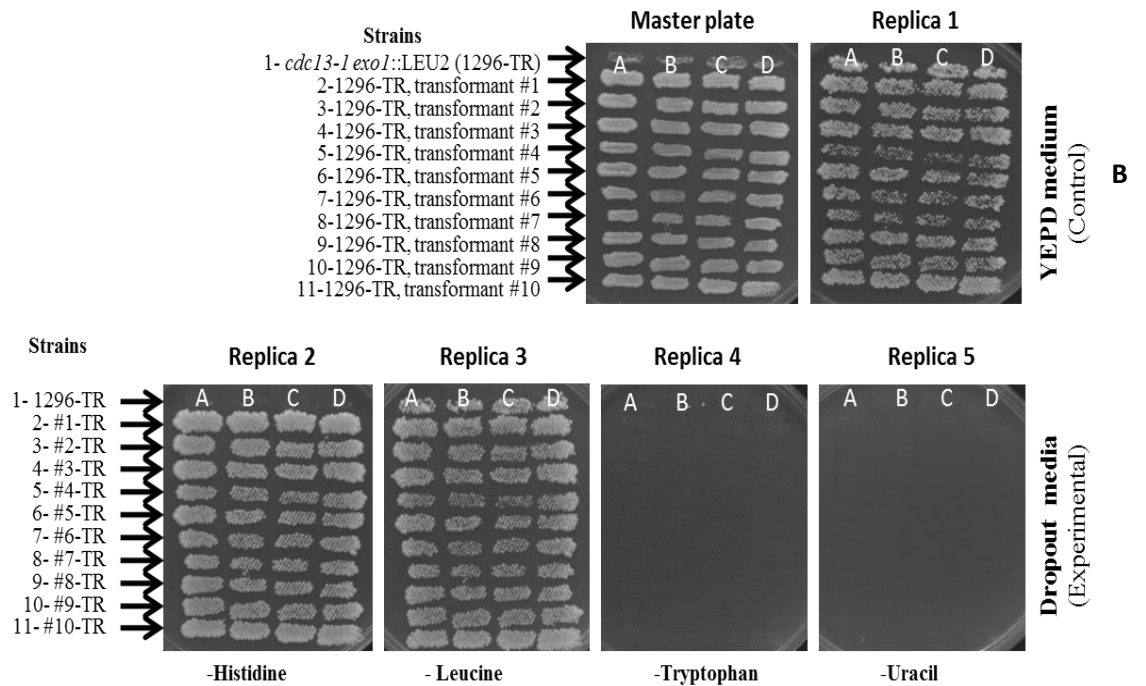 Master plate
Replica 1
Strains
1- cdc13-1 exo1::LEU2 (1296-TR)
2-1296-TR, transformant #1
3-1296-TR, transformant #2
4-1296-TR, transformant #3
5-1296-TR, transformant #4
6-1296-TR, transformant #5
7-1296-TR, transformant #6
8-1296-TR, transformant #7
9-1296-TR, transformant #8
10-1296-TR, transformant #9
11-1296-TR, transformant #10
A B C D
A B C D
YEPD medium
(Control)
B
Strains
Replica 2
Replica 3
Replica 4
Replica 5
1- 1296-TR
2- #1-TR
3- #2-TR
4- #3-TR
5- #4-TR
6- #5-TR
7- #6-TR
8- #7-TR
9- #8-TR
10- #9-TR
11- #10-TR
A B C D
A B C D
A B C D
A B C D
Dropout media
(Experimental)
-Histidine
- Leucine
-Tryptophan
-Uracil